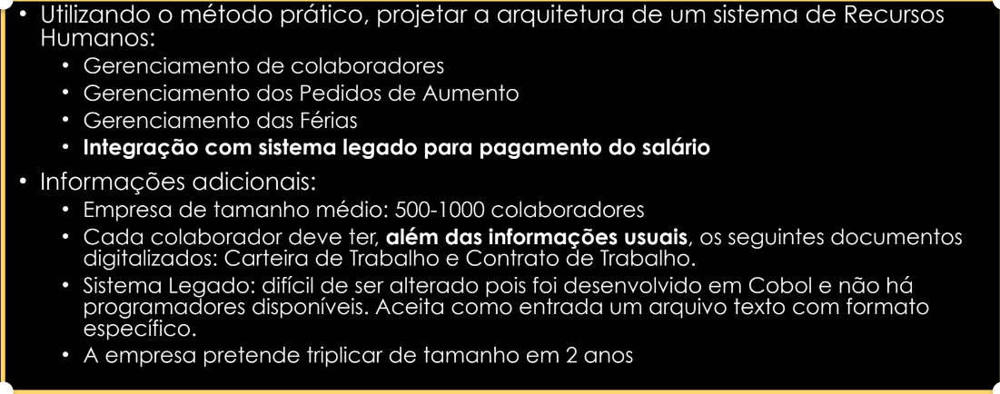 • Utilizando o método prático, projetar a arquitetura de um sistema de Recursos
Humanos:
• Gerenciamento de colaboradores
• Gerenciamento dos Pedidos de Aumento
• Gerenciamento das Férias
• Integração com sistema legado para pagamento do salário
• Informações adicionais:
• Empresa de tamanho médio: 500-1000 colaboradores
• Cada colaborador deve ter, além das informações usuais, os seguintes documentos
digitalizados: Carteira de Trabalho e Contrato de Trabalho.
• Sistema Legado: difícil de ser alterado pois foi desenvolvido em Cobol e não há
programadores disponíveis. Aceita como entrada um arquivo texto com formato
específico.
• A empresa pretende triplicar de tamanho em 2 anos